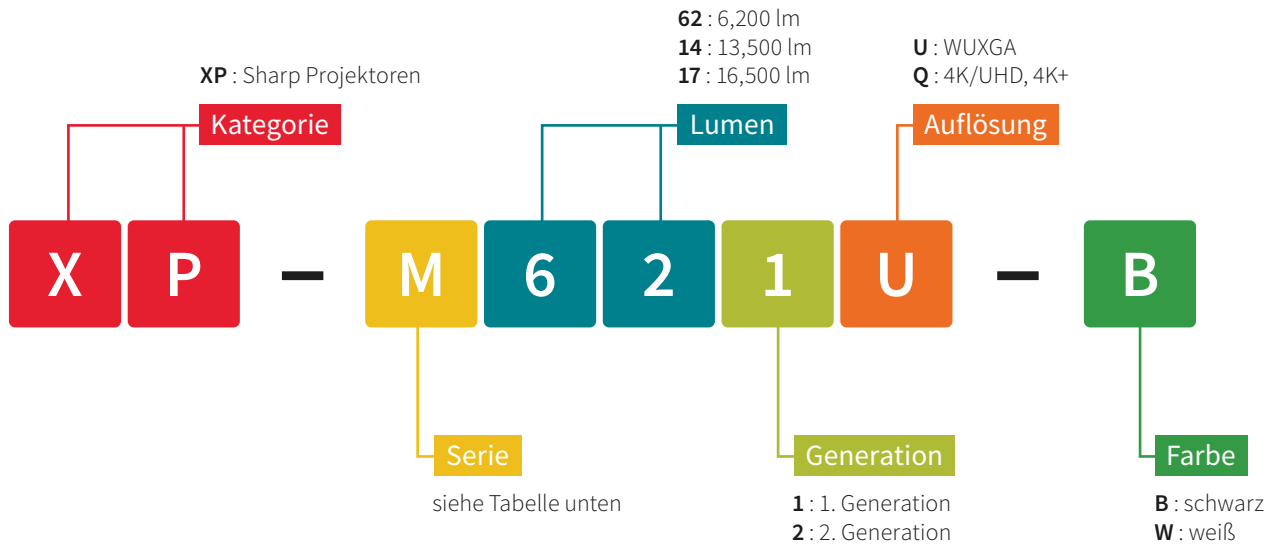 62 : 6,200 lm
14 : 13,500 lm
17 : 16,500 lm
U : WUXGA
Q : 4K/UHD, 4K+
XP : Sharp Projektoren
Kategorie
Lumen
Auflösung
X P – M 6 2 1 U – B
Serie
siehe Tabelle unten
Generation
1 : 1. Generation
2 : 2. Generation
Farbe
B : schwarz
W : weiß